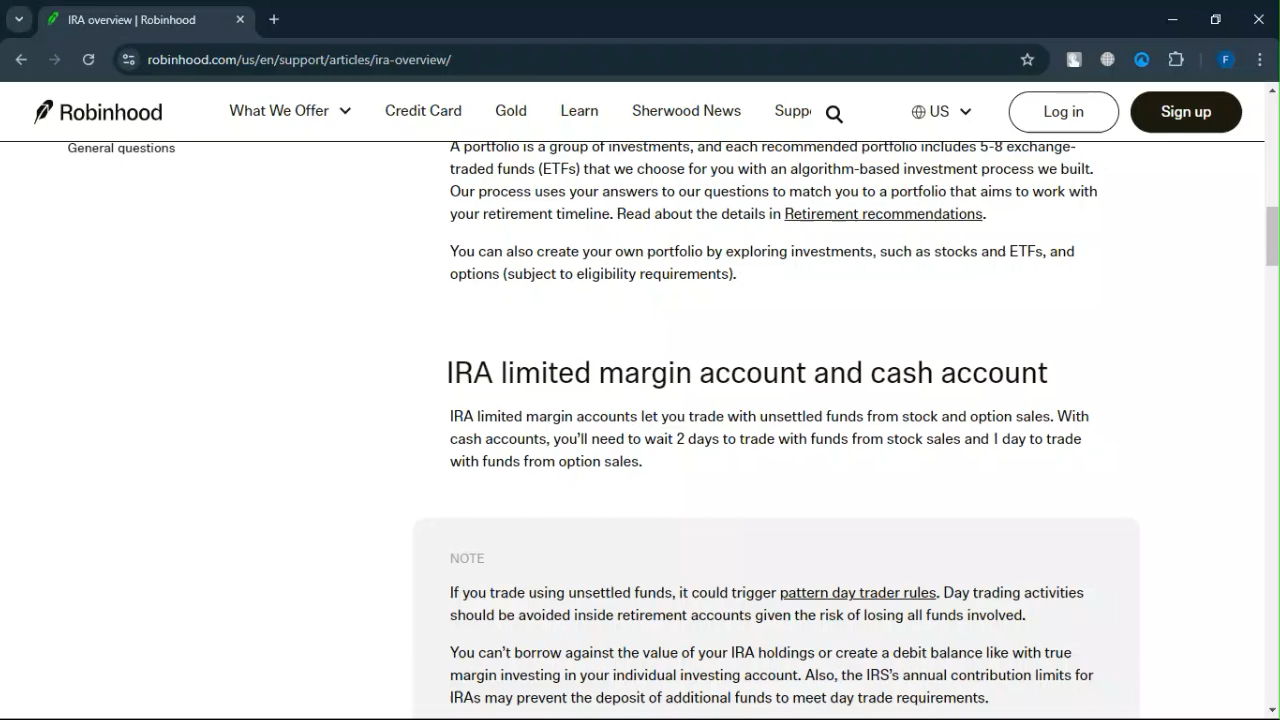 IRA overview | Robinhood
robinhood.com/us/en/support/articles/ira-overview/
F
Robinhood
What We Offer
Credit Card
Gold
Learn
Sherwood News
Supp
US
Log in
Sign up
General questions
A portfolio is a group of investments, and each recommended portfolio includes 5-8 exchange-
traded funds (ETFs) that we choose for you with an algorithm-based investment process we built.
Our process uses your answers to our questions to match you to a portfolio that aims to work with
your retirement timeline. Read about the details in Retirement recommendations.
You can also create your own portfolio by exploring investments, such as stocks and ETFs, and
options (subject to eligibility requirements).
IRA limited margin account and cash account
IRA limited margin accounts let you trade with unsettled funds from stock and option sales. With
cash accounts, you’ll need to wait 2 days to trade with funds from stock sales and 1 day to trade
with funds from option sales.
NOTE
If you trade using unsettled funds, it could trigger pattern day trader rules. Day trading activities
should be avoided inside retirement accounts given the risk of losing all funds involved.
You can’t borrow against the value of your IRA holdings or create a debit balance like with true
margin investing in your individual investing account. Also, the IRS’s annual contribution limits for
IRAs may prevent the deposit of additional funds to meet day trade requirements.